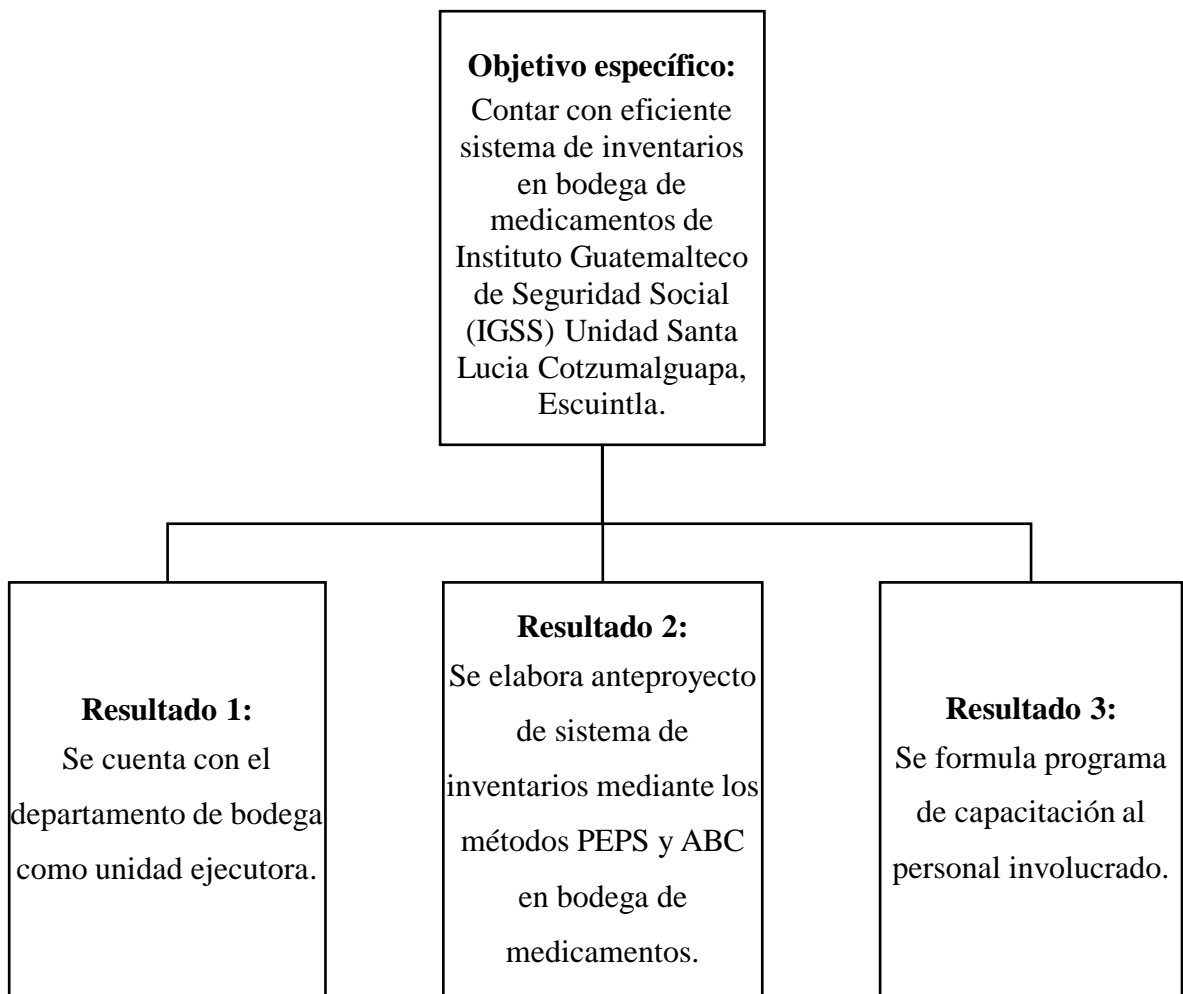 Objetivo específico:
Contar con eficiente
sistema de inventarios
en bodega de
medicamentos de
Instituto Guatemalteco
de Seguridad Social
(IGSS) Unidad Santa
Lucia Cotzumalguapa,
Escuintla.
Resultado 1:
Se cuenta con el
departamento de bodega
como unidad ejecutora.
Resultado 2:
Se elabora anteproyecto
de sistema de
inventarios mediante los
métodos PEPS y ABC
en bodega de
medicamentos.
Resultado 3:
Se formula programa
de capacitación al
personal involucrado.